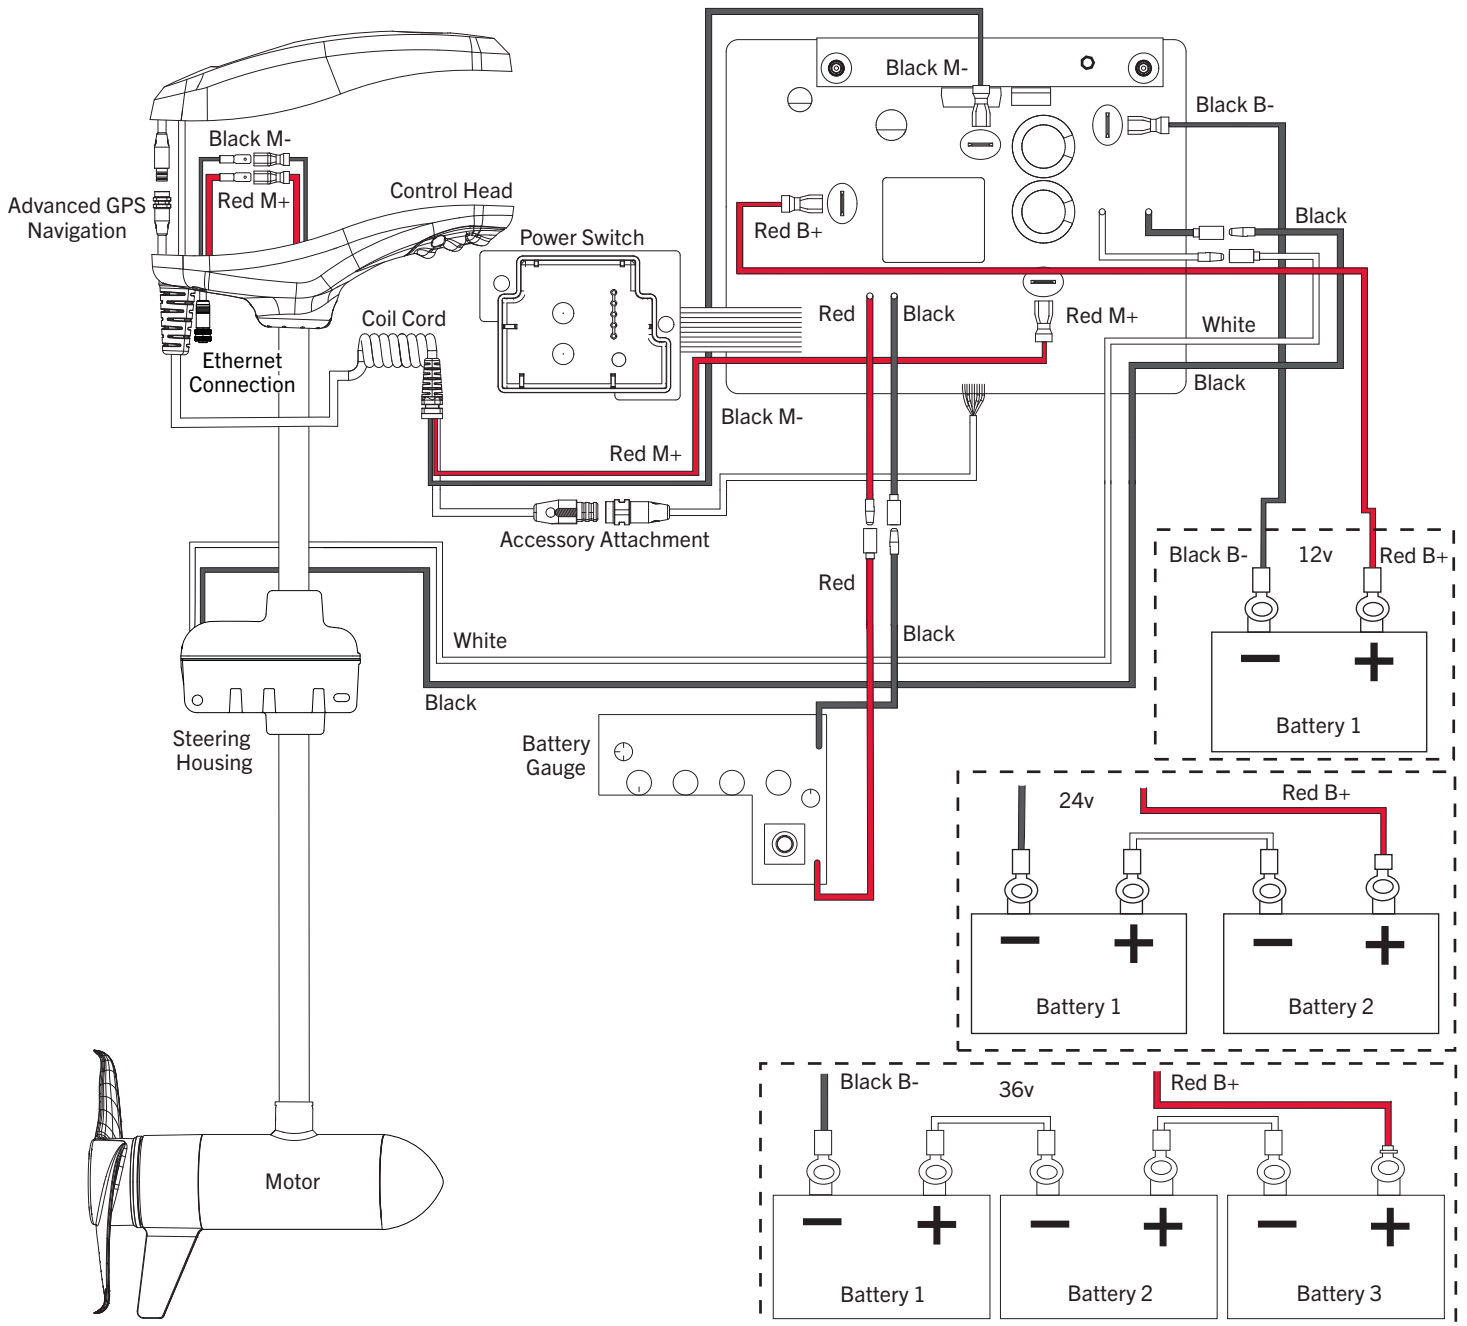 Black M-
Black B-
Black M-
Red M+
Control Head
Advanced GPS
Navigation
Power Switch
Red B+
Black
Coil Cord
Red
Black
Red M+
White
Ethernet
Connection
Black
Black M-
Red M+
Accessory Attachment
Black B-
12v
Red B+
Red
White
Black
Black
Battery 1
Steering
Housing
Battery
Gauge
24v
Red B+
Battery 1
Battery 2
Black B-
36v
Red B+
Motor
Battery 1
Battery 2
Battery 3